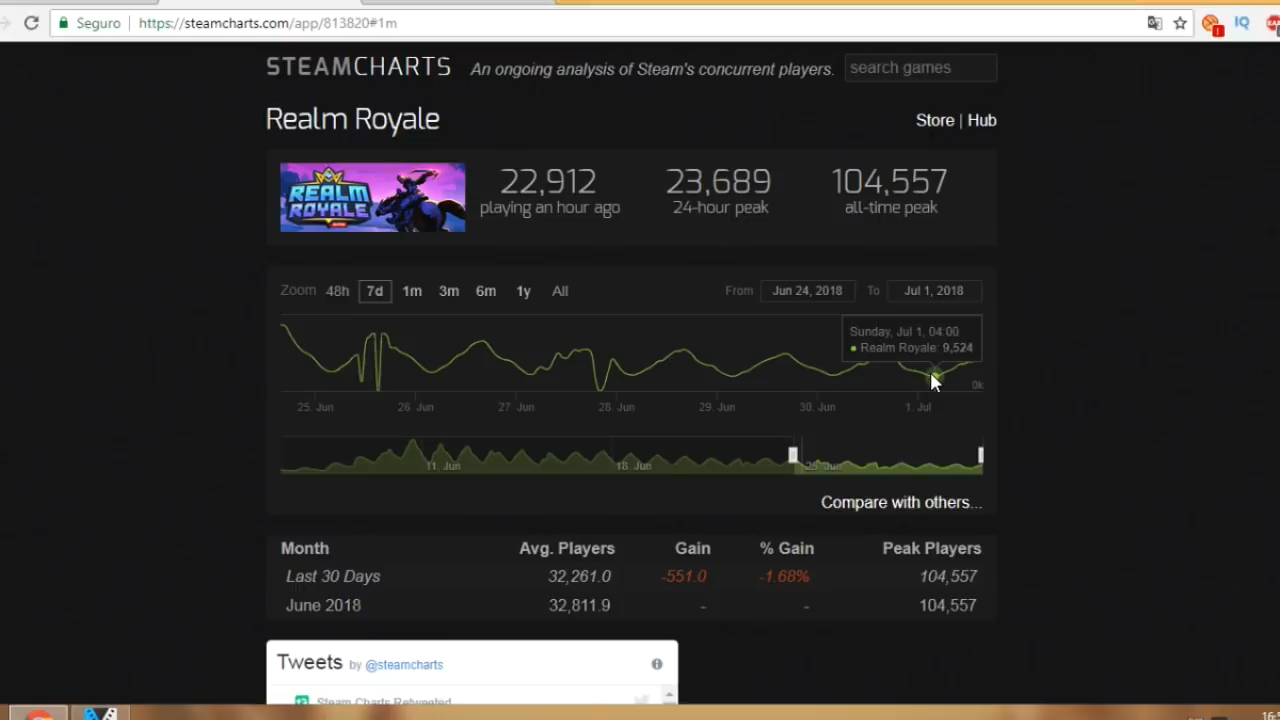 Seguro https://steamcharts.com/app/813820#1m
STEAMCHARTS An ongoing analysis of Steam's concurrent players. search games
Realm Royale Store | Hub
REALM ROYALE
22,912 23,689 104,557
playing an hour ago 24-hour peak all-time peak
Zoom 48h 7d 1m 3m 6m 1y All From Jun 24, 2018 To Jul 1, 2018
Sunday, Jul 1, 04:00
● Realm Royale: 9,524
0k
25. Jun 26. Jun 27. Jun 28. Jun 29. Jun 30. Jun 1. Jul
11. Jun 18. Jun 25. Jun
Compare with others...
Month Avg. Players Gain % Gain Peak Players
Last 30 Days 32,261.0 -551.0 -1.68% 104,557
June 2018 32,811.9 - - 104,557
Tweets by @steamcharts
Steam Charts Retweeted